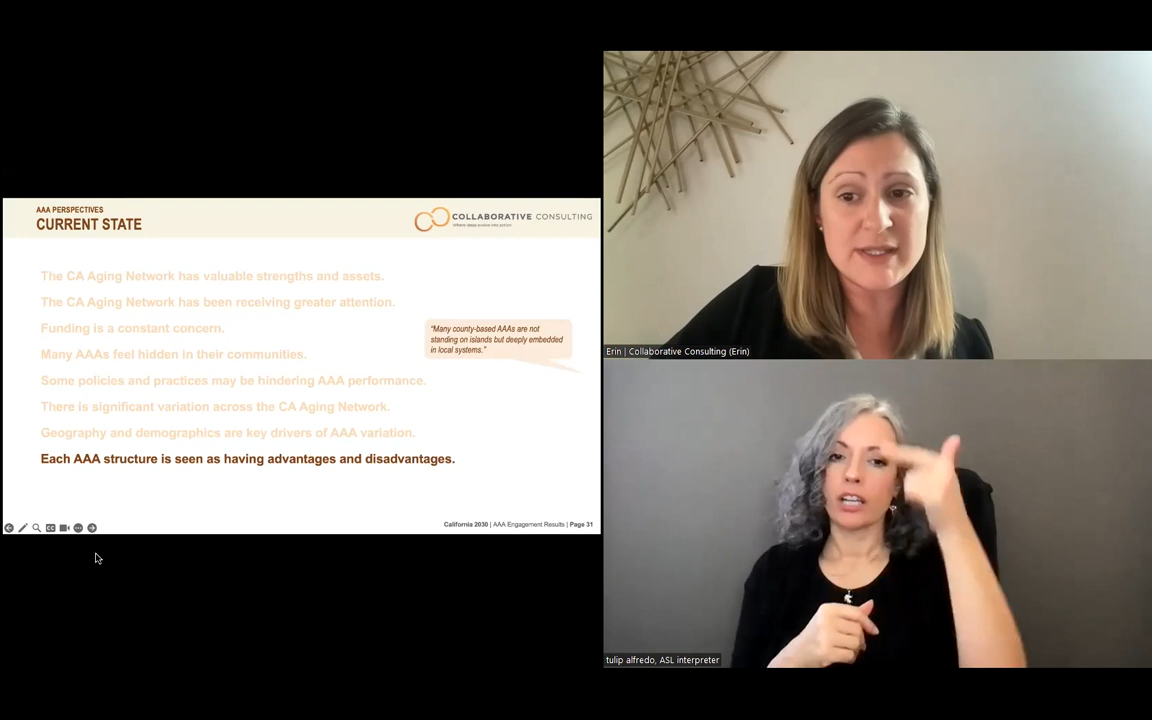 AAA PERSPECTIVES
CURRENT STATE
COLLABORATIVE CONSULTING
Where ideas evolve into action
The CA Aging Network has valuable strengths and assets.
The CA Aging Network has been receiving greater attention.
Funding is a constant concern.
Many AAAs feel hidden in their communities.
Some policies and practices may be hindering AAA performance.
There is significant variation across the CA Aging Network.
Geography and demographics are key drivers of AAA variation.
Each AAA structure is seen as having advantages and disadvantages.
“Many county-based AAAs are not
standing on islands but deeply embedded
in local systems.”
California 2030 | AAA Engagement Results | Page 31
Erin | Collaborative Consulting (Erin)
tulip alfredo, ASL interpreter